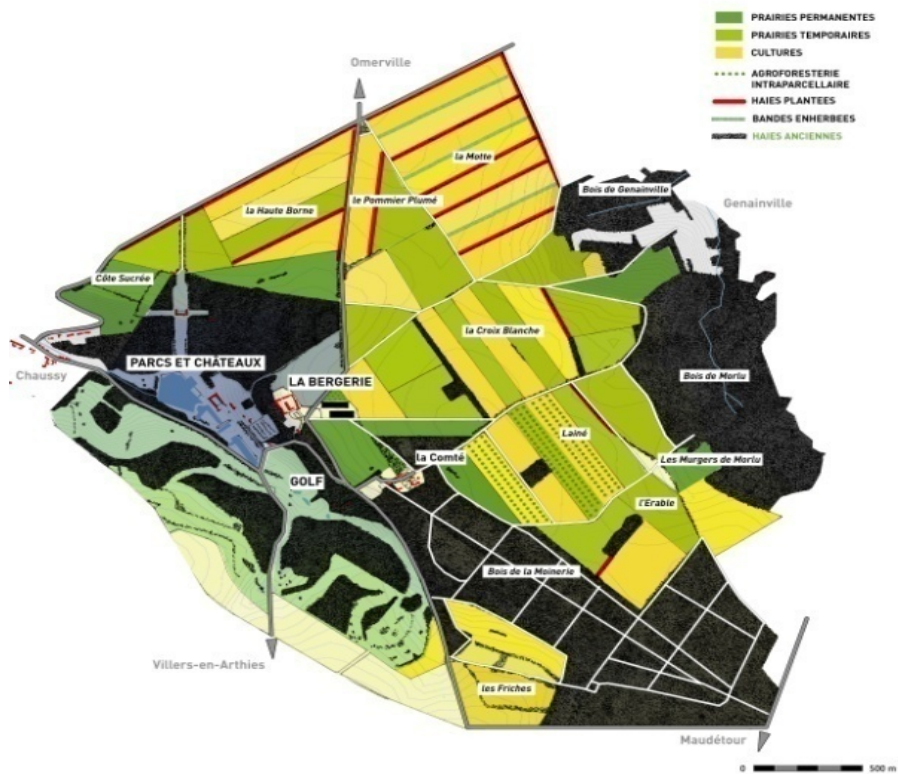 PRAIRIES PERMANENTES
PRAIRIES TEMPORAIRES
CULTURES
AGROFORESTERIE
INTRAPARCELLAIRE
HAIES PLANTEES
BANDES ENHERBEES
HAIES ANCIENNES
Omerville
la Motte
Bois de Genainville
Genainville
le Pommier Plumé
la Haute Borne
Côte Sucrée
la Croix Blanche
PARCS ET CHÂTEAUX
Chaussy
LA BERGERIE
Bois de Morlu
Lainé
la Comté
Les Murgers de Morlu
GOLF
l'Erable
Bois de la Moinerie
Villers-en-Arthies
les Friches
Maudétour
0 500 m